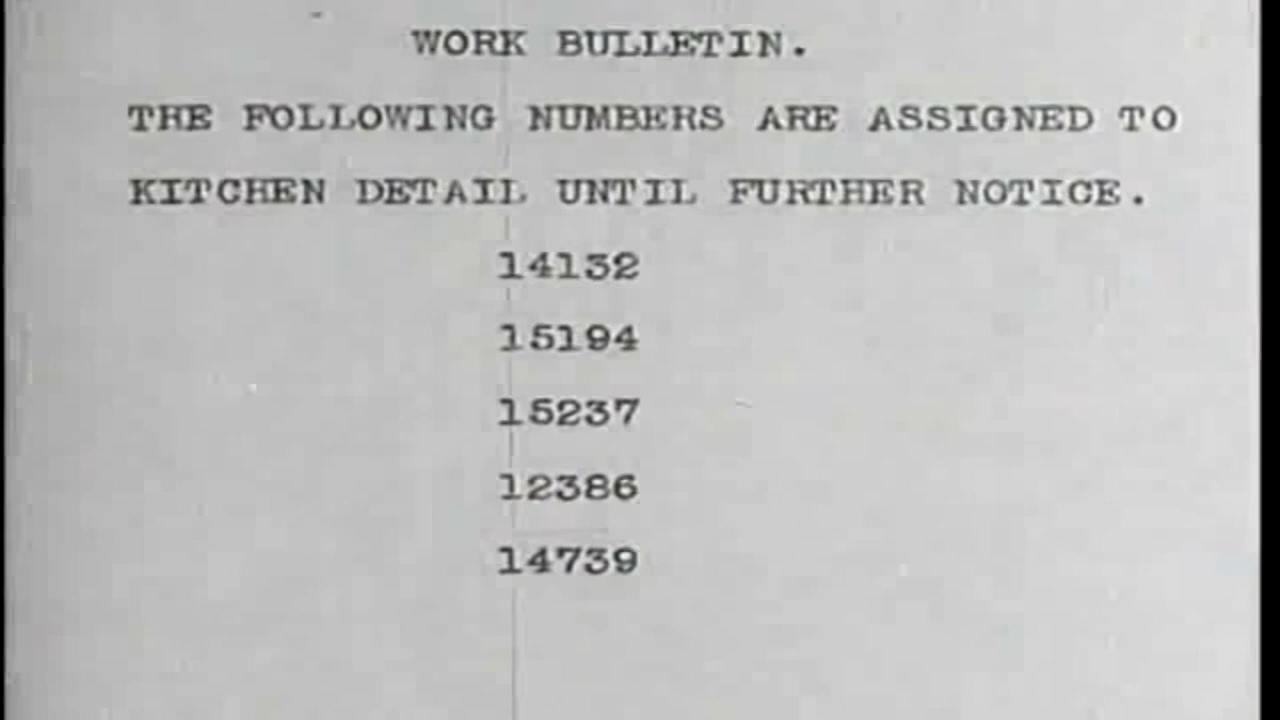 WORK BULLETIN.
THE FOLLOWING NUMBERS ARE ASSIGNED TO
KITCHEN DETAIL UNTIL FURTHER NOTICE.
14132
15194
15237
12386
14739